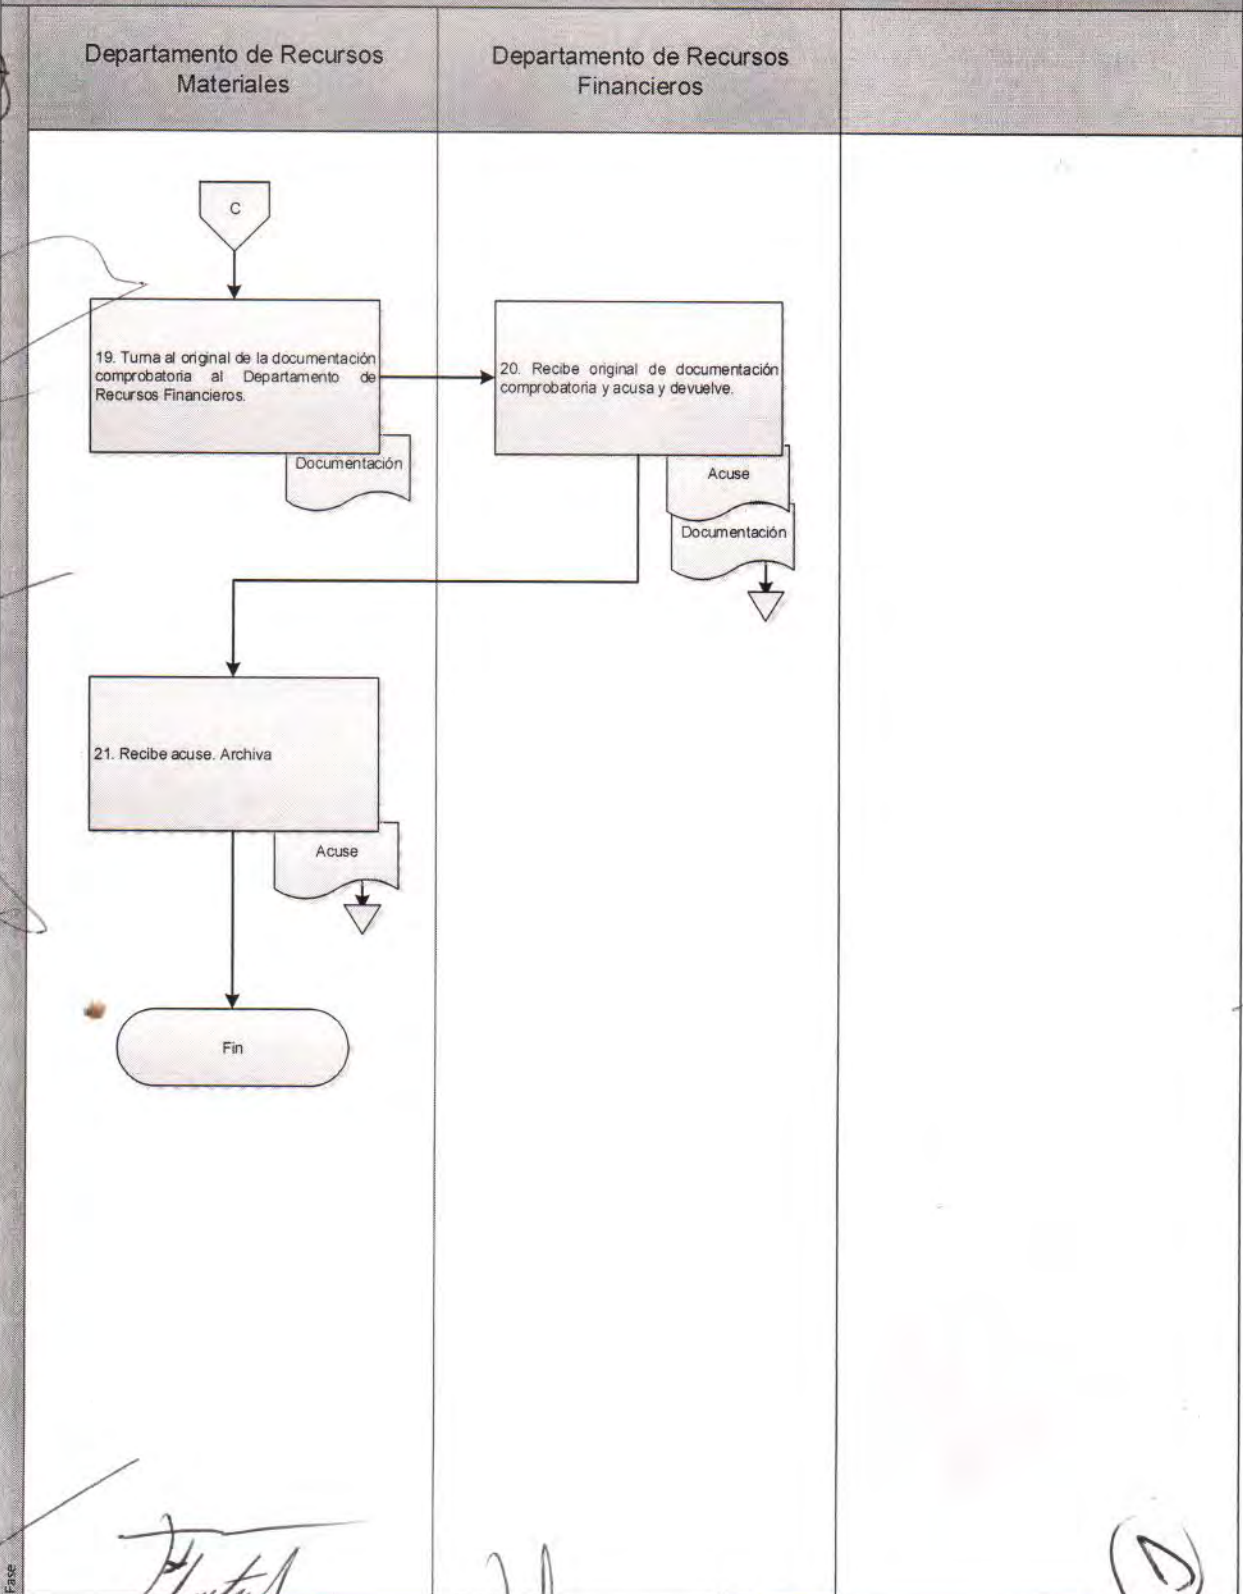 Departamento de Recursos
Materiales
Departamento de Recursos
Financieros
C
19. Turna al original de la documentación
comprobatoria al Departamento de
Recursos Financieros.
Documentación
20. Recibe original de documentación
comprobatoria y acusa y devuelve.
Acuse
Documentación
21. Recibe acuse. Archiva
Acuse
Fin
Fase